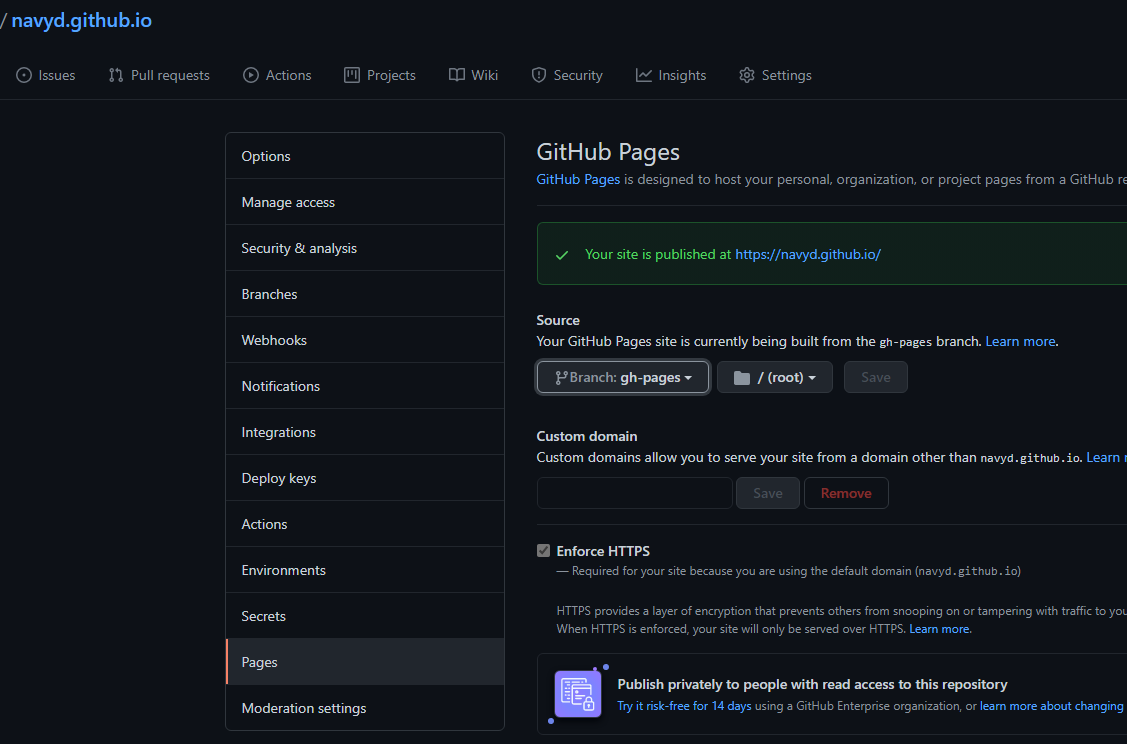 / navyd.github.io
Issues Pull requests Actions Projects Wiki Security Insights Settings
Options
Manage access
Security & analysis
Branches
Webhooks
Notifications
Integrations
Deploy keys
Actions
Environments
Secrets
Pages
Moderation settings
GitHub Pages
GitHub Pages is designed to host your personal, organization, or project pages from a GitHub re
Your site is published at https://navyd.github.io/
Source
Your GitHub Pages site is currently being built from the gh-pages branch. Learn more.
Branch: gh-pages / (root) Save
Custom domain
Custom domains allow you to serve your site from a domain other than navyd.github.io. Learn
Save Remove
Enforce HTTPS
— Required for your site because you are using the default domain (navyd.github.io)
HTTPS provides a layer of encryption that prevents others from snooping on or tampering with traffic to you
When HTTPS is enforced, your site will only be served over HTTPS. Learn more.
Publish privately to people with read access to this repository
Try it risk-free for 14 days using a GitHub Enterprise organization, or learn more about changing